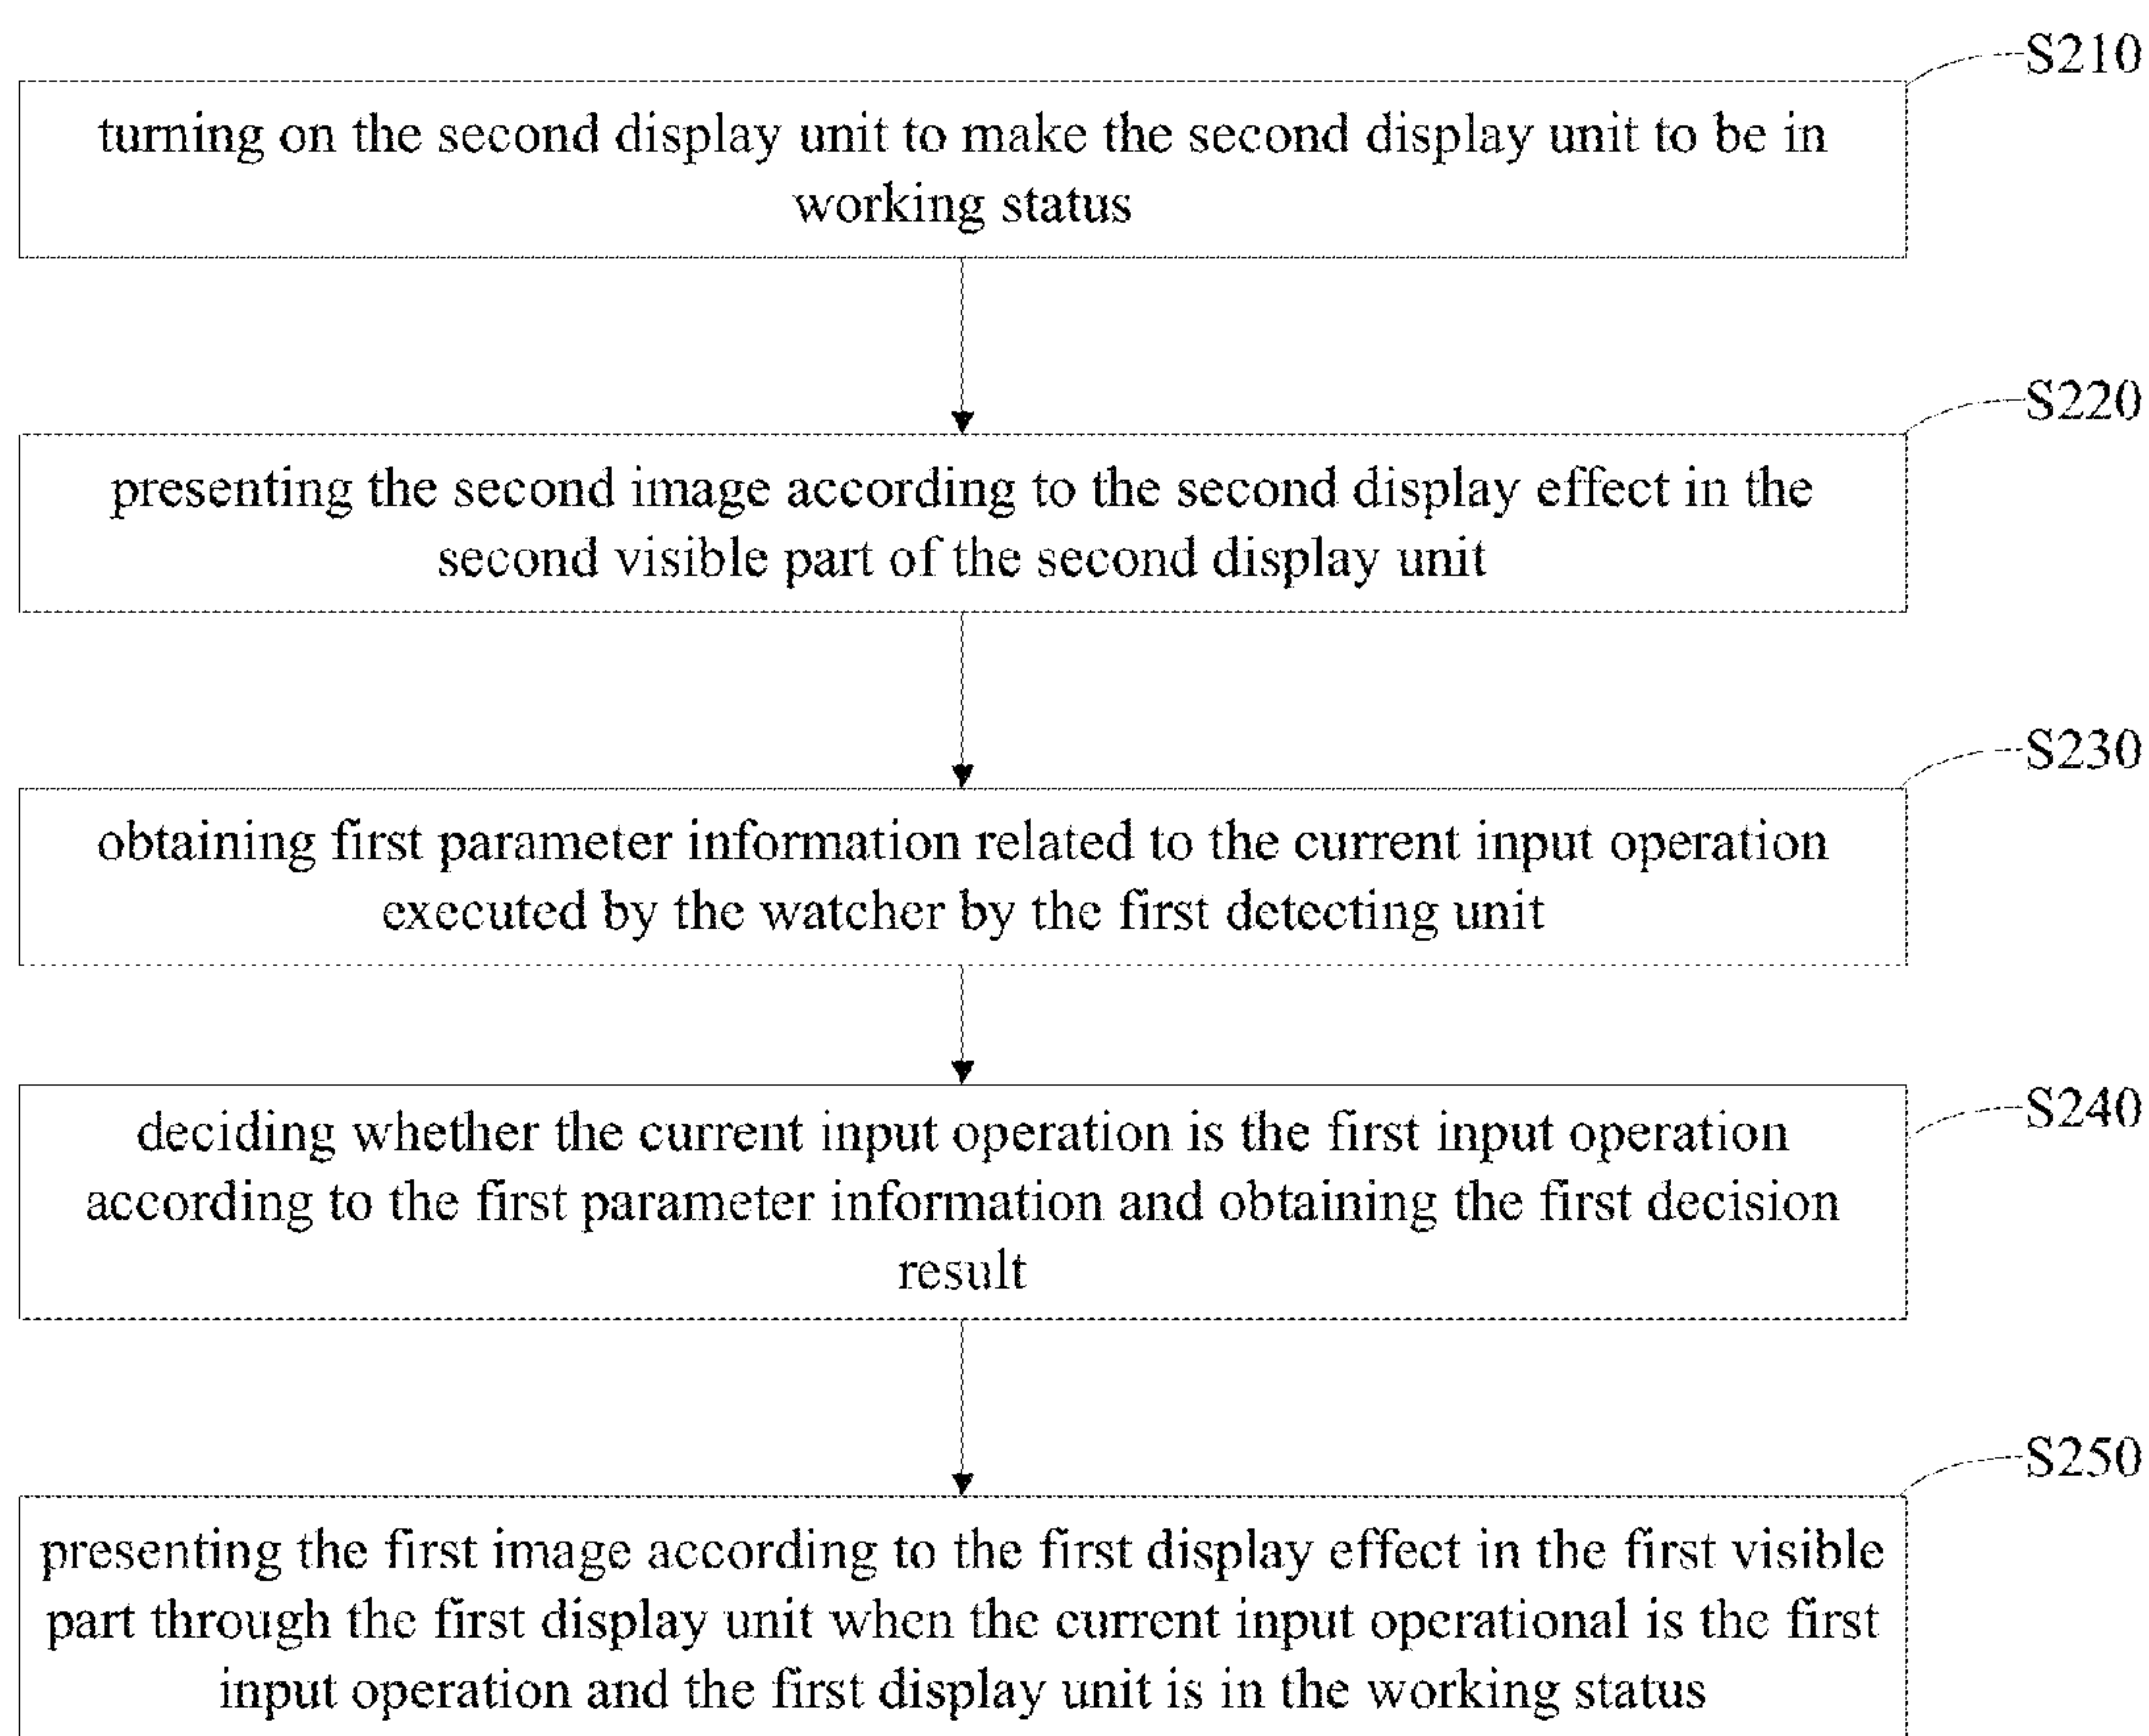 S210
turning on the second display unit to make the second display unit to be in
working status
S220
presenting the second image according to the second display effect in the
second visible part of the second display unit
S230
obtaining first parameter information related to the current input operation
executed by the watcher by the first detecting unit
S240
deciding whether the current input operation is the first input operation
according to the first parameter information and obtaining the first decision
result
S250
presenting the first image according to the first display effect in the first visible
part through the first display unit when the current input operational is the first
input operation and the first display unit is in the working status